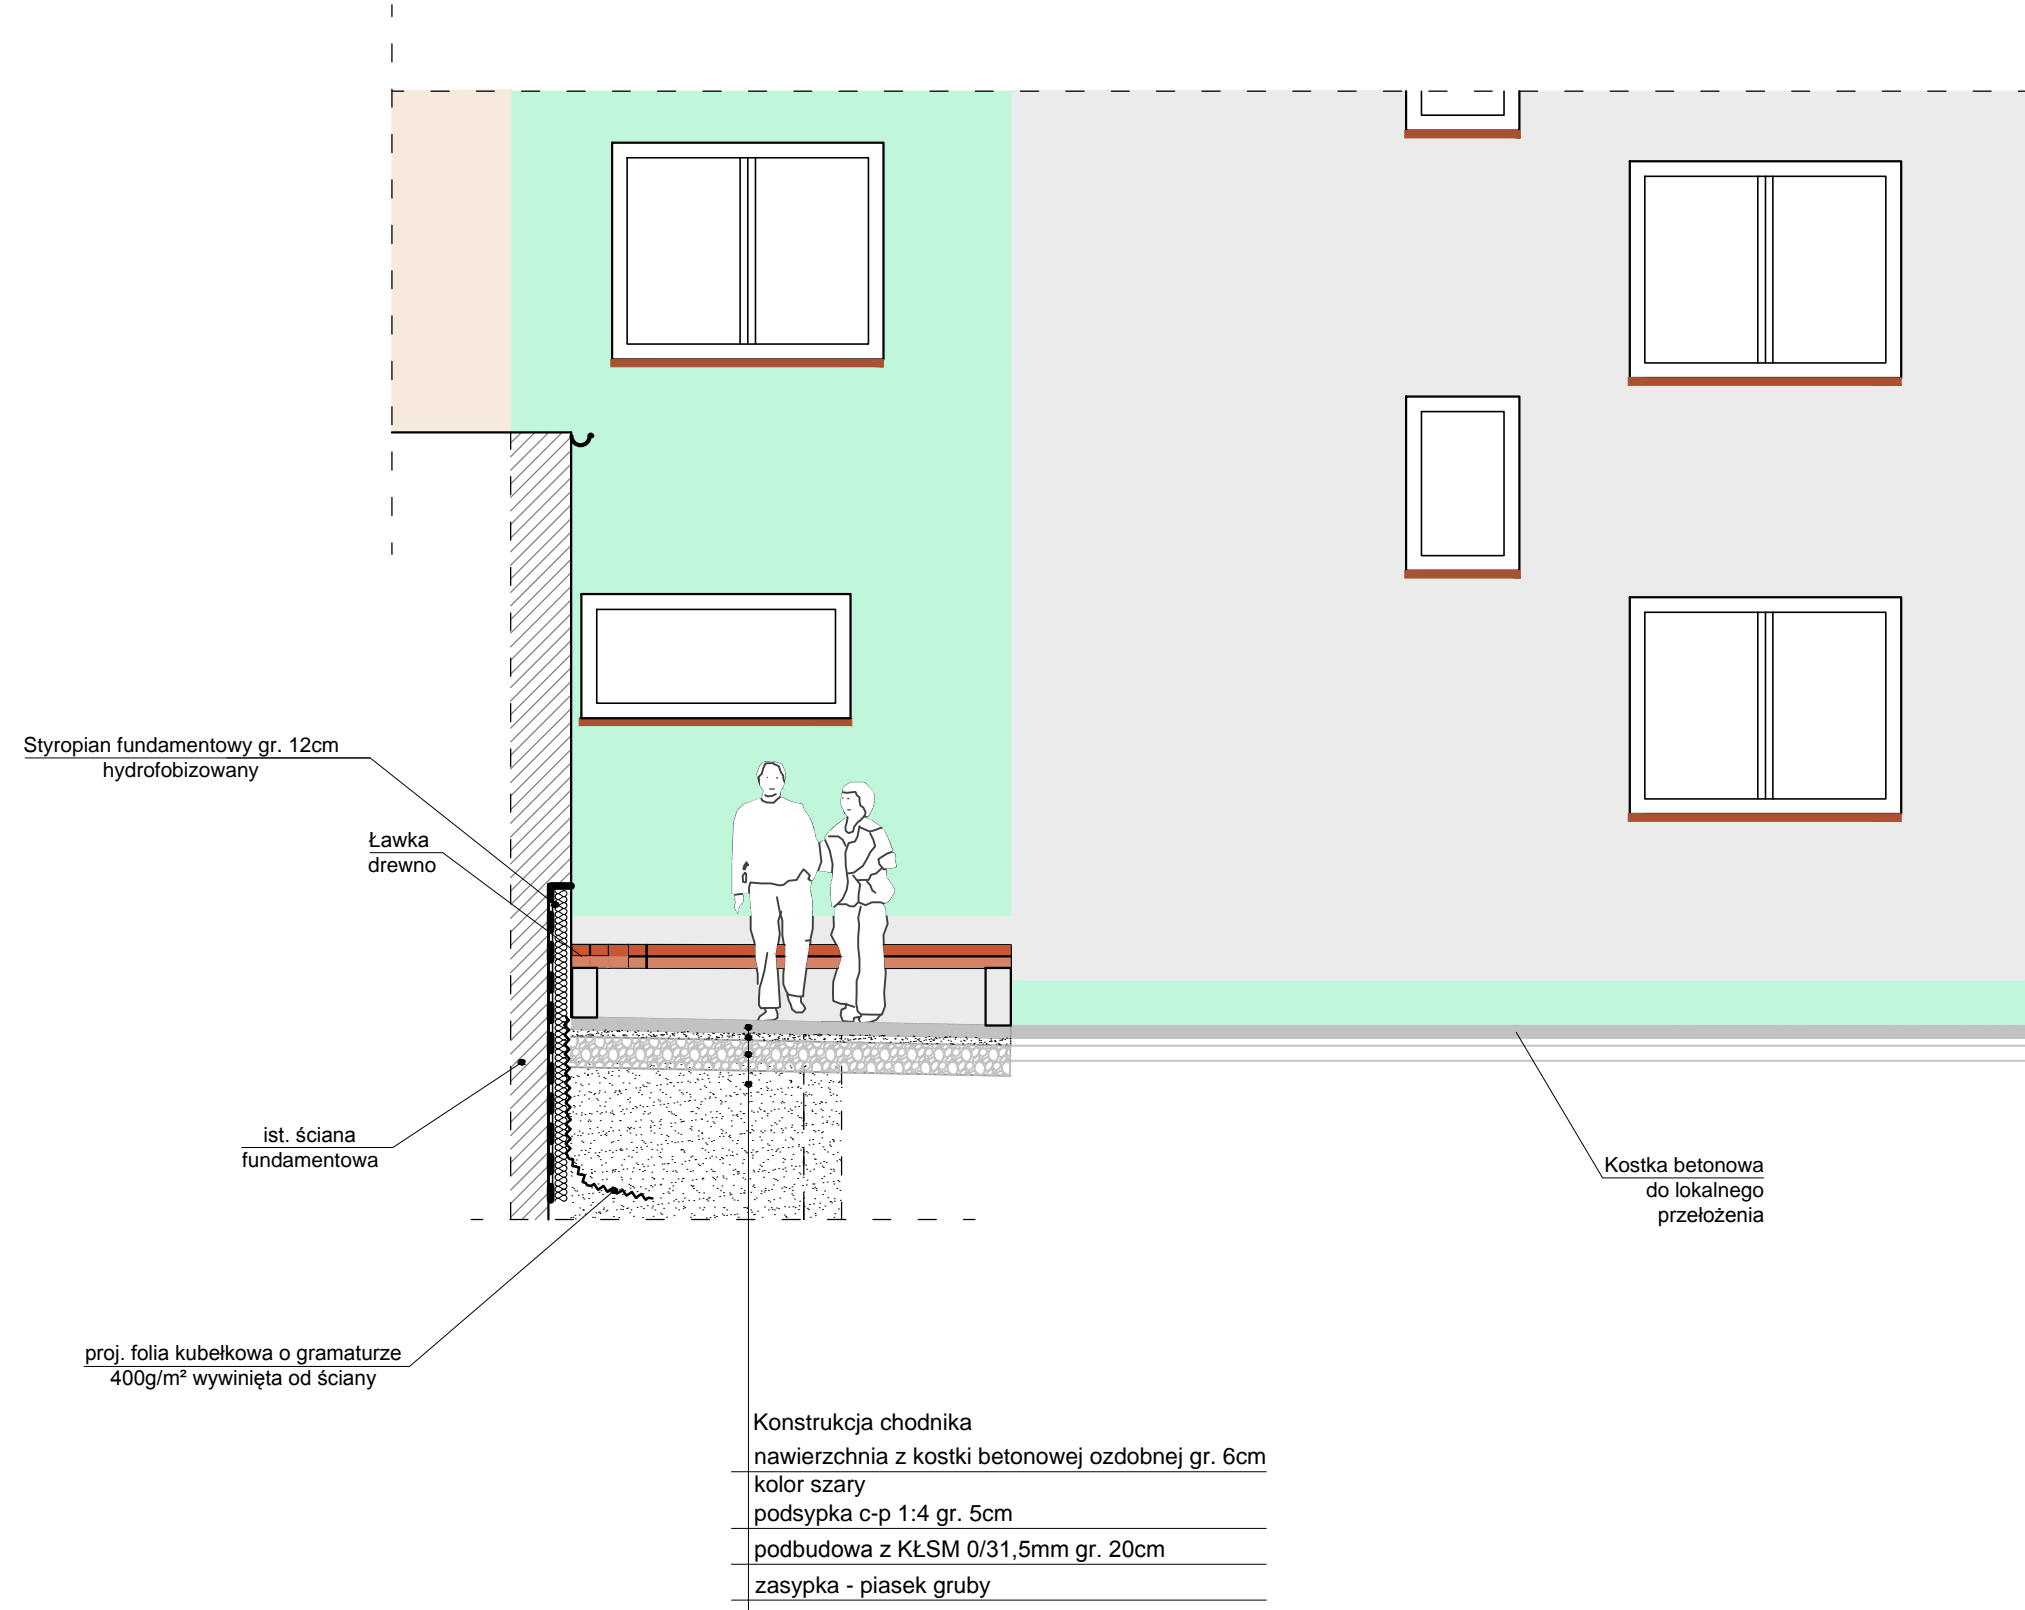 Styropian fundamentowy gr. 12cm
hydrofobizowany
Ławka
drewno
ist. ściana
fundamentowa
Kostka betonowa
do lokalnego
przełożenia
proj. folia kubełkowa o gramaturze
400g/m² wywinięta od ściany
Konstrukcja chodnika
nawierzchnia z kostki betonowej ozdobnej gr. 6cm
kolor szary
podsypka c-p 1:4 gr. 5cm
podbudowa z KŁSM 0/31,5mm gr. 20cm
zasypka - piasek gruby